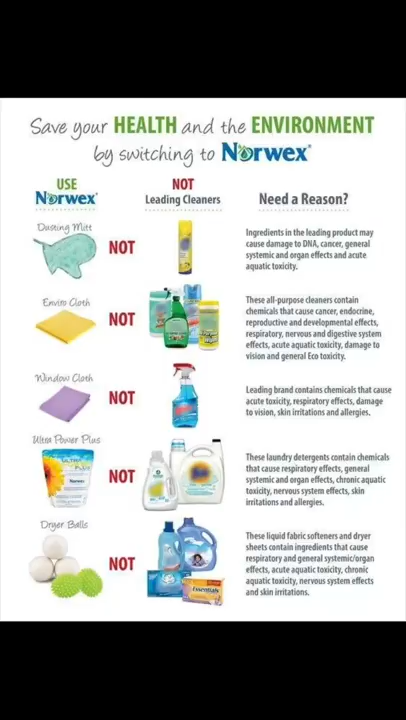 Save your HEALTH and the ENVIRONMENT
by switching to Norwex®
USE
Norwex®
NOT
Leading Cleaners
Need a Reason?
Dusting Mitt
NOT
Ingredients in the leading product may
cause damage to DNA, cancer, general
systemic and organ effects and acute
aquatic toxicity.
Enviro Cloth
NOT
These all-purpose cleaners contain
chemicals that cause cancer, endocrine,
reproductive and developmental effects,
respiratory, nervous and digestive system
effects, acute aquatic toxicity, damage to
vision and general Eco toxicity.
Window Cloth
NOT
Leading brand contains chemicals that cause
acute toxicity, respiratory effects, damage
to vision, skin irritations and allergies.
Ultra Power Plus
ULTRA
Norwex
NOT
Tide
These laundry detergents contain chemicals
that cause respiratory effects, general
systemic and organ effects, chronic aquatic
toxicity, nervous system effects, skin
irritations and allergies.
Dryer Balls
NOT
Essentials
These liquid fabric softeners and dryer
sheets contain ingredients that cause
respiratory and general systemic/organ
effects, acute aquatic toxicity, chronic
aquatic toxicity, nervous system effects
and skin irritations.